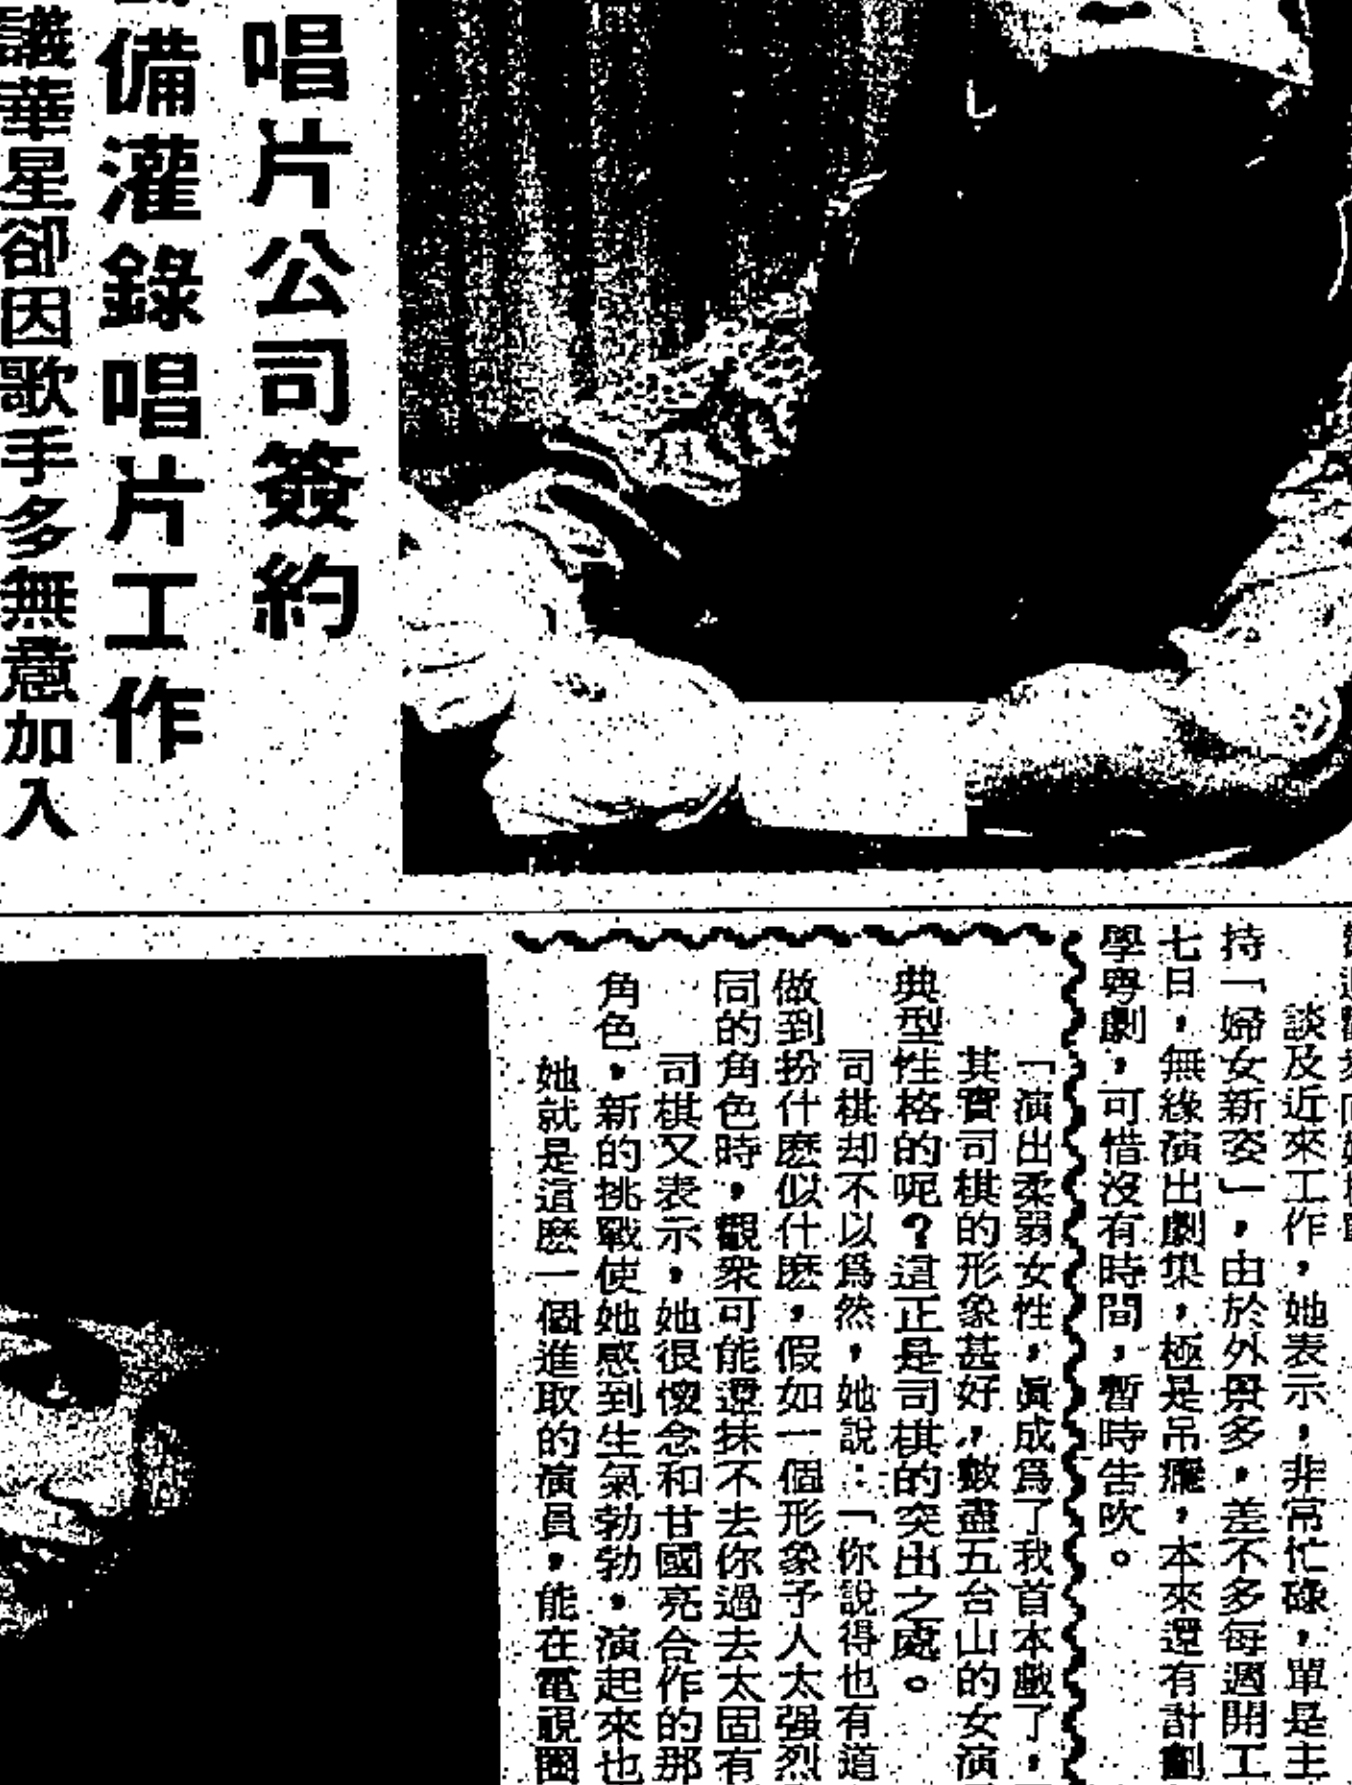 唱片公司簽約
備灌錄唱片工作
議華星卻因歌手多無意加入
談及近來工作，她表示，非常忙碌，單是主
持「婦女新姿」，由於外景多，差不多每週開工
七日，無緣演出劇集，極是吊癮，本來還有計劃
學粵劇，可惜沒有時間，暫時告吹。
「演出柔弱女性，眞成爲了我首本戲了，
其實司棋的形象甚好，數盡五台山的女演
典型性格的呢？這正是司棋的突出之處。
司棋却不以爲然，她說：「你說得也有道
做到扮什麽似什麽，假如一個形象予人太强烈
同的角色時，觀衆可能還抹不去你過去太固有
司棋又表示，她很懷念和甘國亮合作的那
角色，新的挑戰使她感到生氣勃勃，演起來也
她就是這麽一個進取的演員，能在電視圈